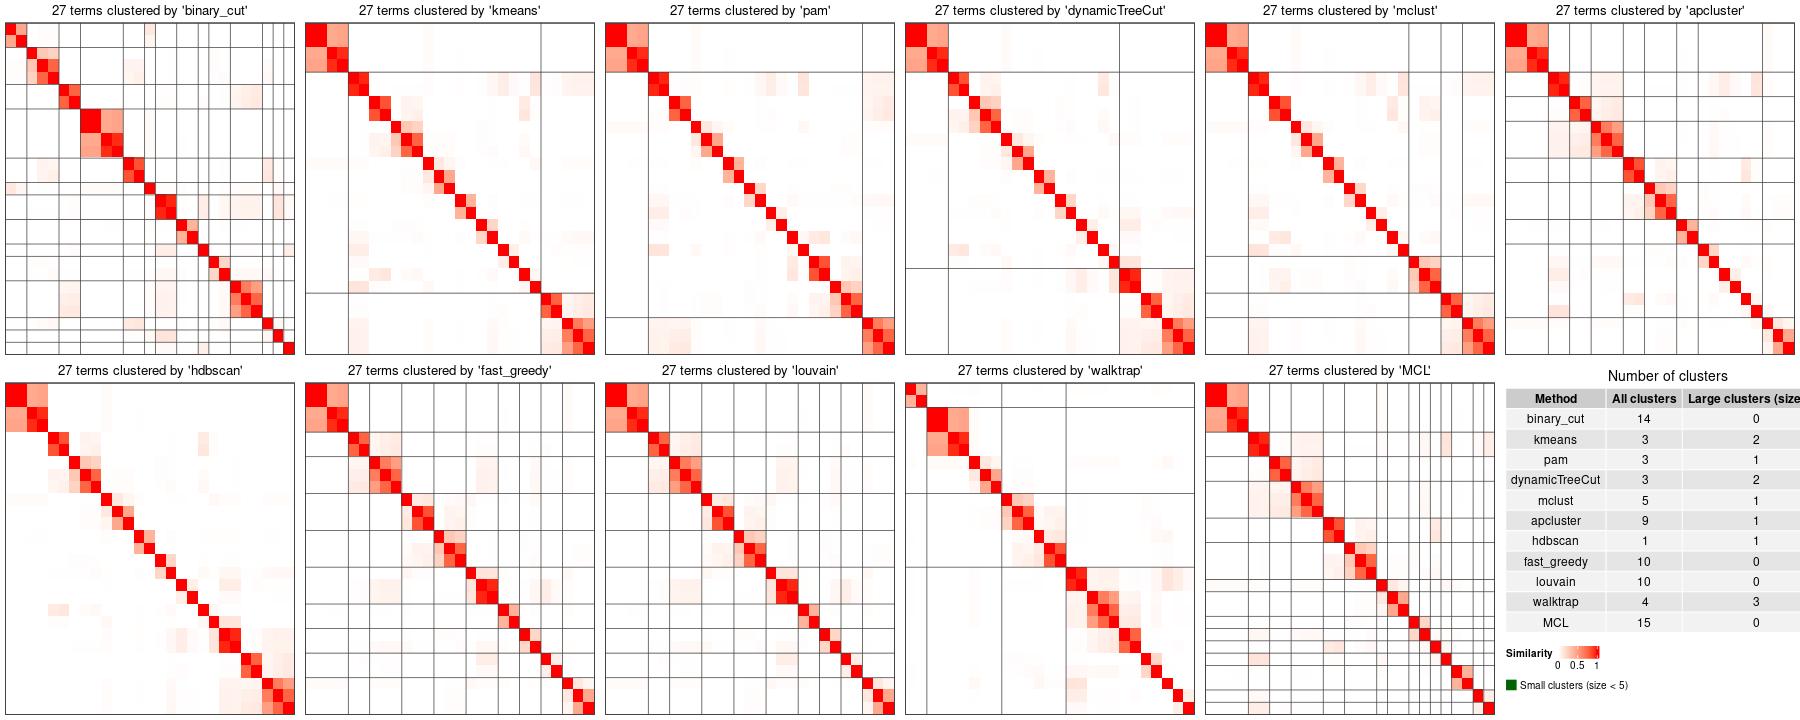 27 terms clustered by 'binary_cut'
27 terms clustered by 'kmeans'
27 terms clustered by 'pam'
27 terms clustered by 'dynamicTreeCut'
27 terms clustered by 'mclust'
27 terms clustered by 'apcluster'
27 terms clustered by 'hdbscan'
27 terms clustered by 'fast_greedy'
27 terms clustered by 'louvain'
27 terms clustered by 'walktrap'
27 terms clustered by 'MCL'
Number of clusters
Method All clusters Large clusters (size
binary_cut 14 0
kmeans 3 2
pam 3 1
dynamicTreeCut 3 2
mclust 5 1
apcluster 9 1
hdbscan 1 1
fast_greedy 10 0
louvain 10 0
walktrap 4 3
MCL 15 0
Similarity
0 0.5 1
Small clusters (size < 5)